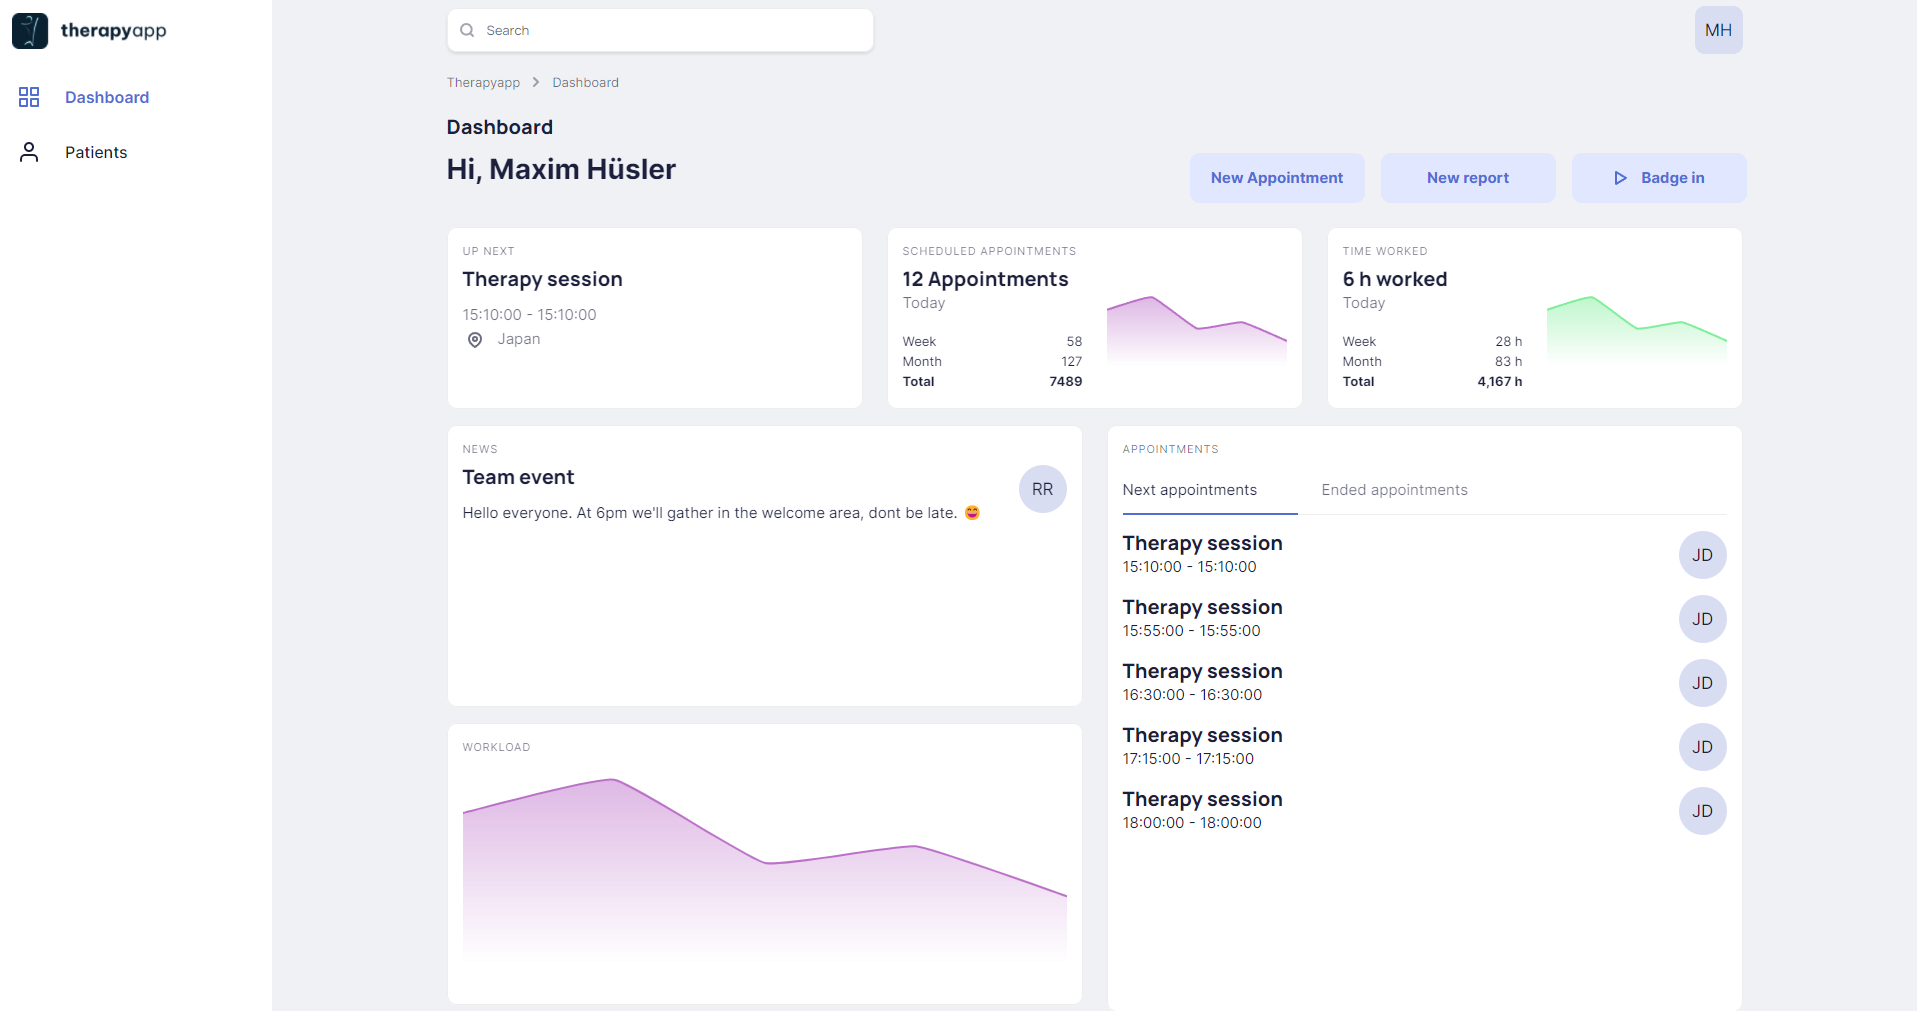 therapyapp
Search
MH
Dashboard
Patients
Therapyapp > Dashboard
Dashboard
Hi, Maxim Hüsler
New Appointment
New report
Badge in
UP NEXT
Therapy session
15:10:00 - 15:10:00
Japan
SCHEDULED APPOINTMENTS
12 Appointments
Today
Week 58
Month 127
Total 7489
TIME WORKED
6 h worked
Today
Week 28 h
Month 83 h
Total 4,167 h
NEWS
Team event
RR
Hello everyone. At 6pm we'll gather in the welcome area, dont be late. 😄
WORKLOAD
APPOINTMENTS
Next appointments
Ended appointments
Therapy session
15:10:00 - 15:10:00
JD
Therapy session
15:55:00 - 15:55:00
JD
Therapy session
16:30:00 - 16:30:00
JD
Therapy session
17:15:00 - 17:15:00
JD
Therapy session
18:00:00 - 18:00:00
JD